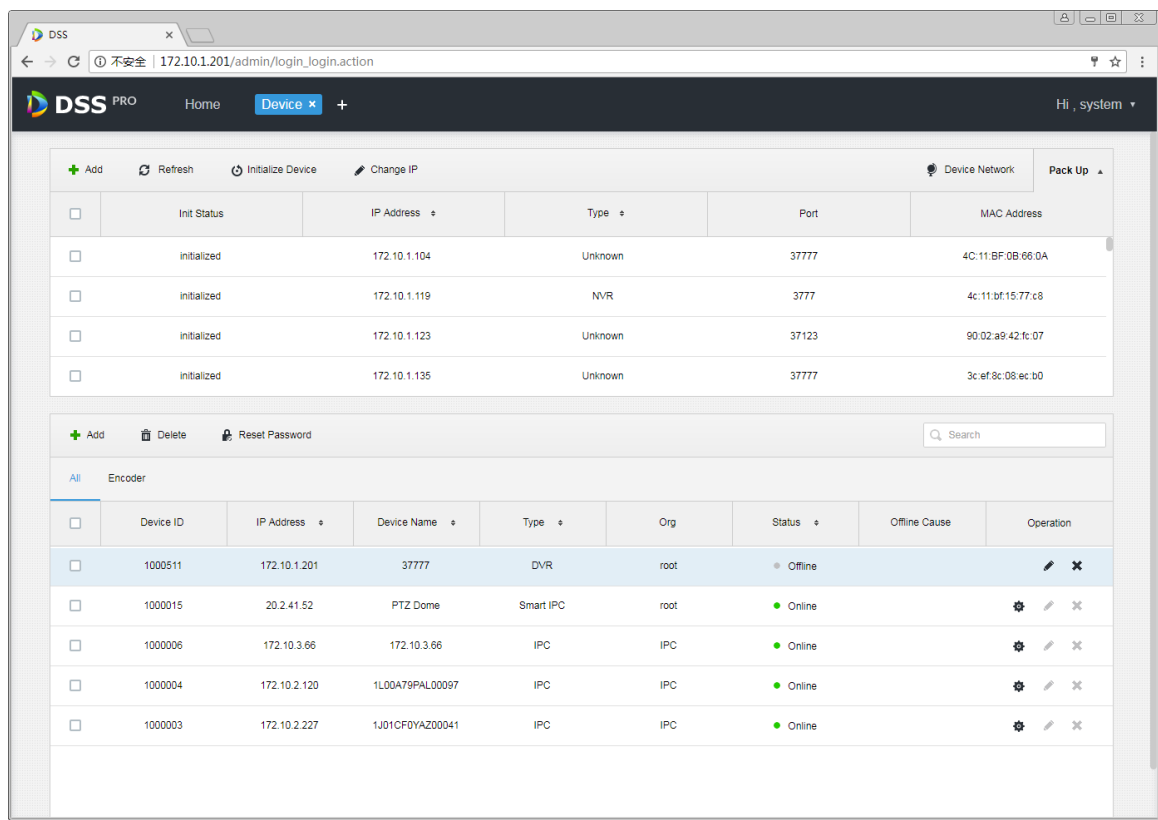 DSS
不安全 172.10.1.201/admin/login_login.action
DSS PRO Home Device + Hi , system
Add Refresh Initialize Device Change IP Device Network Pack Up
Init Status IP Address Type Port MAC Address
initialized 172.10.1.104 Unknown 37777 4C:11:BF:0B:66:0A
initialized 172.10.1.119 NVR 3777 4c:11:bf:15:77:c8
initialized 172.10.1.123 Unknown 37123 90:02:a9:42:fc:07
initialized 172.10.1.135 Unknown 37777 3c:ef:8c:08:ec:b0
Add Delete Reset Password Search
All Encoder
Device ID IP Address Device Name Type Org Status Offline Cause Operation
1000511 172.10.1.201 37777 DVR root Offline
1000015 20.2.41.52 PTZ Dome Smart IPC root Online
1000006 172.10.3.66 172.10.3.66 IPC IPC Online
1000004 172.10.2.120 1L00A79PAL00097 IPC IPC Online
1000003 172.10.2.227 1J01CF0YAZ00041 IPC IPC Online